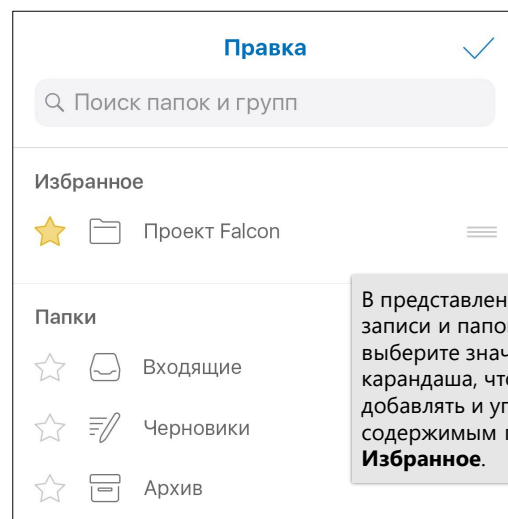 Правка
Поиск папок и групп
Избранное
Проект Falcon
Папки
Входящие
Черновики
Архив
В
записи и
выберите
карандаша,
добавлять и
содержимым
Избранное.